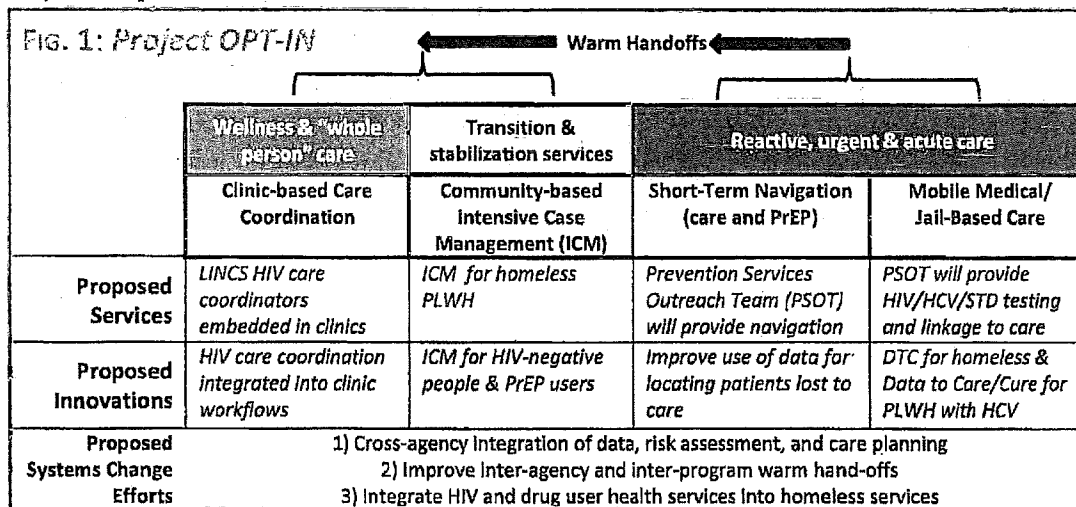 FIG. 1: Project OPT-IN
Warm Handoffs
Wellness & "whole person" care
Transition & stabilization services
Reactive, urgent & acute care
Clinic-based Care Coordination
Community-based Intensive Case Management (ICM)
Short-Term Navigation (care and PrEP)
Mobile Medical/ Jail-Based Care
Proposed Services
LINCS HIV care coordinators embedded in clinics
ICM for homeless PLWH
Prevention Services Outreach Team (PSOT) will provide navigation
PSOT will provide HIV/HCV/STD testing and linkage to care
Proposed Innovations
HIV care coordination integrated into clinic workflows
ICM for HIV-negative people & PrEP users
Improve use of data for locating patients lost to care
DTC for homeless & Data to Care/Cure for PLWH with HCV
Proposed Systems Change Efforts
1) Cross-agency integration of data, risk assessment, and care planning
2) Improve inter-agency and inter-program warm hand-offs
3) Integrate HIV and drug user health services into homeless services